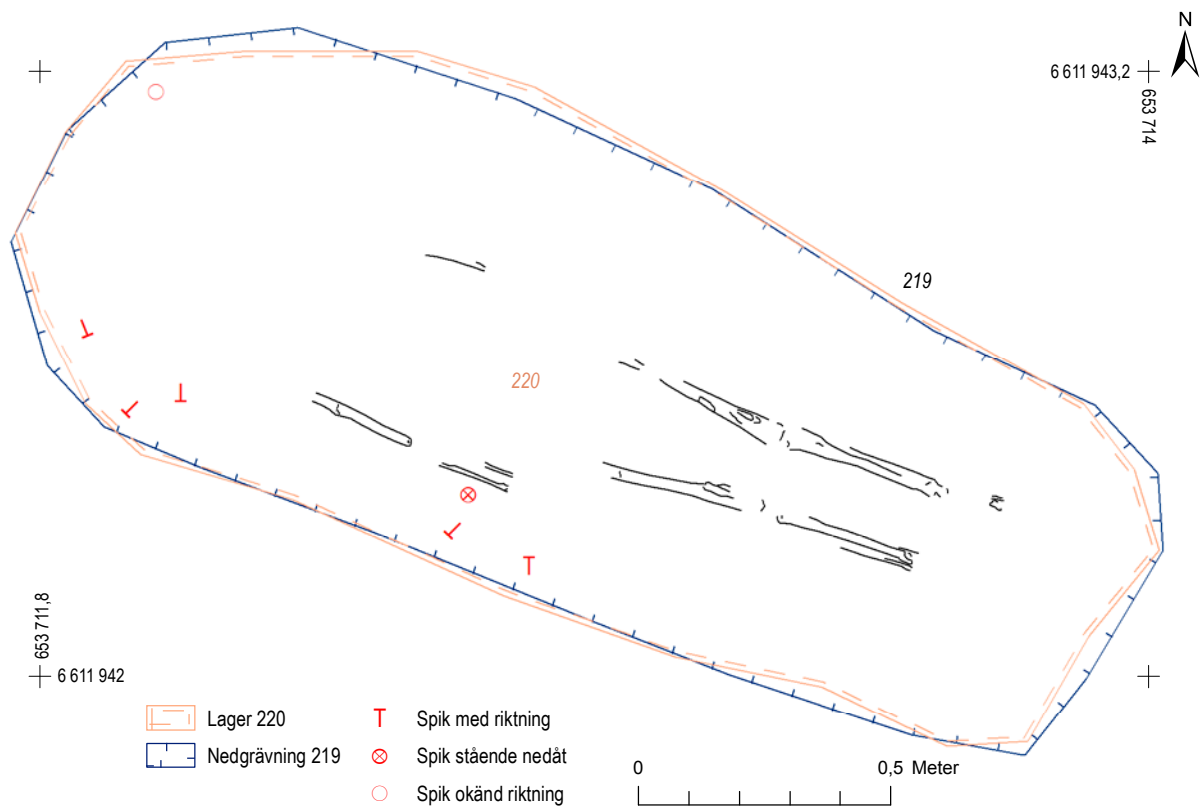 N
6 611 943,2
653 714
219
220
653 711,8
6 611 942
Lager 220
Nedgrävning 219
Spik med riktning
Spik stående nedåt
Spik okänd riktning
0
0,5 Meter